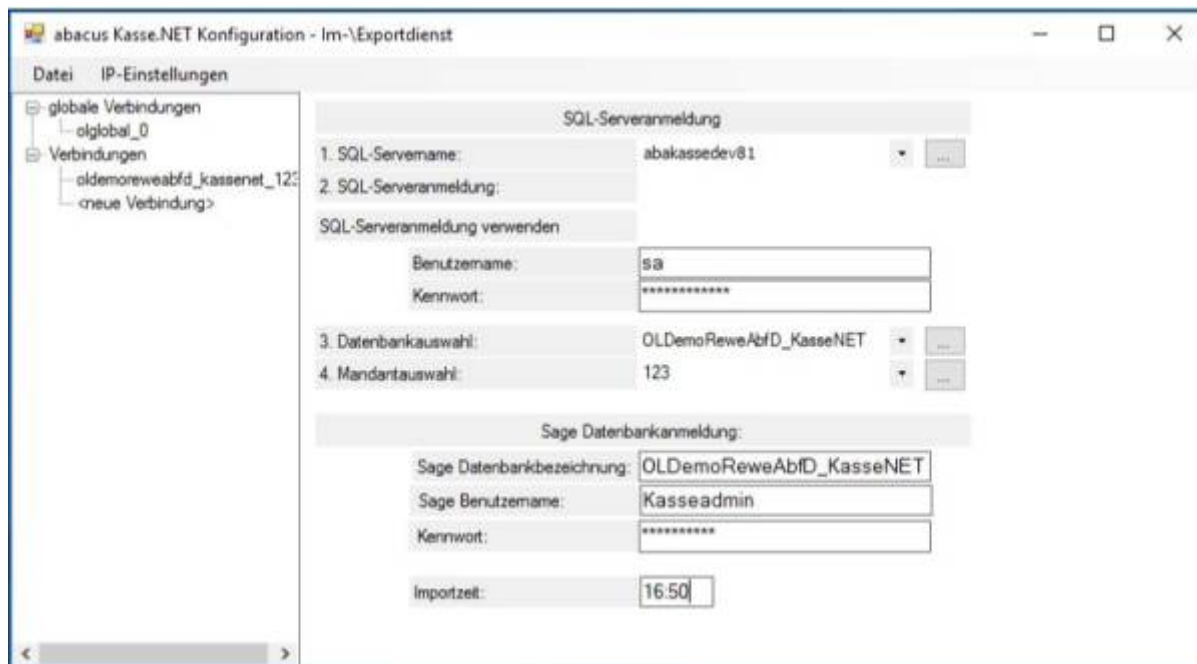 abacus Kasse.NET Konfiguration - Im-\Exportdienst
Datei IP-Einstellungen
globale Verbindungen
olglobal_0
Verbindungen
oldemoreweabfd_kassenet_123
<neue Verbindung>
SQL-Serveranmeldung
1. SQL-Servername: abakassedev81 ...
2. SQL-Serveranmeldung:
SQL-Serveranmeldung verwenden
Benutzername: sa
Kennwort: ************
3. Datenbankauswahl: OLDemoReweAbfD_KasseNET ...
4. Mandantauswahl: 123 ...
Sage Datenbankanmeldung:
Sage Datenbankbezeichnung: OLDemoReweAbfD_KasseNET
Sage Benutzername: Kasseadmin
Kennwort: **********
Importzeit: 16:50